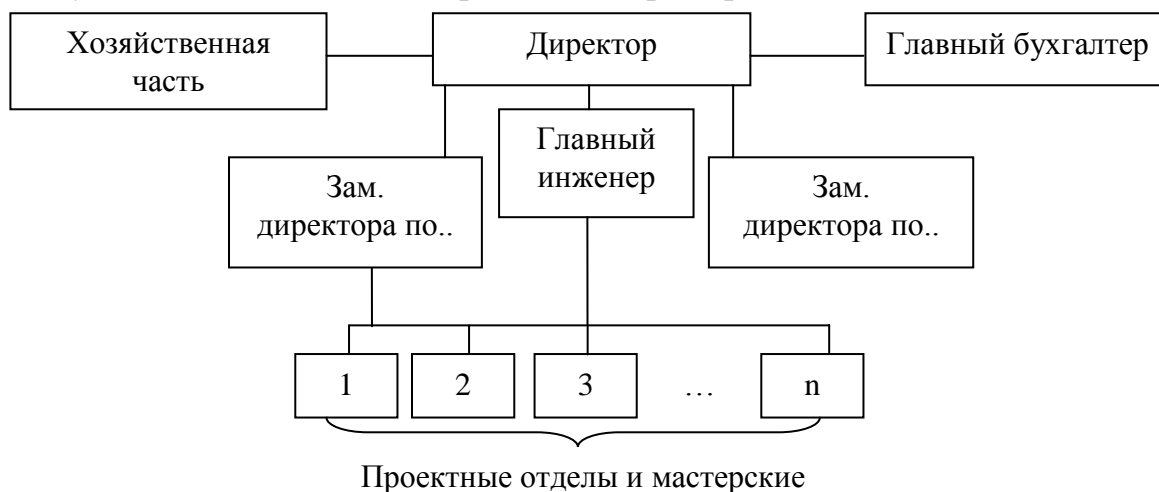 Хозяйственная
часть
Директор
Главный бухгалтер
Главный
инженер
Зам.
директора по..
Зам.
директора по..
1 2 3 … n
Проектные отделы и мастерские